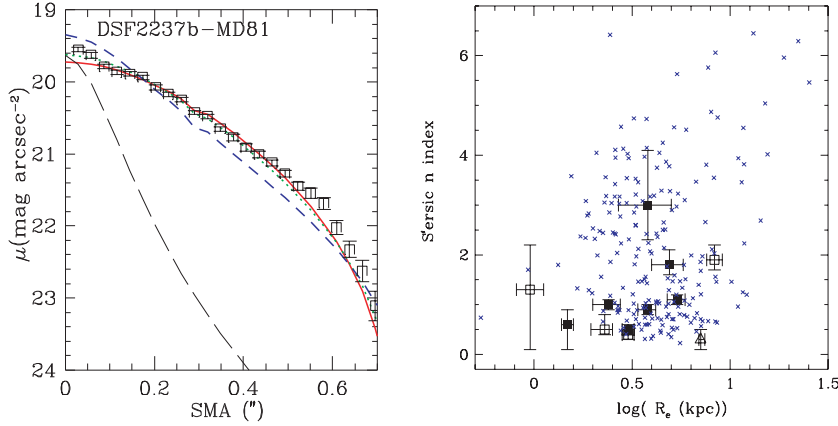 DSF2237b−MD81
μ(mag arcsec⁻²)
19
20
21
22
23
24
0 0.2 0.4 0.6
SMA (")
S'ersic n index
6
4
2
0
0 0.5 1 1.5
log( Rₑ (kpc))